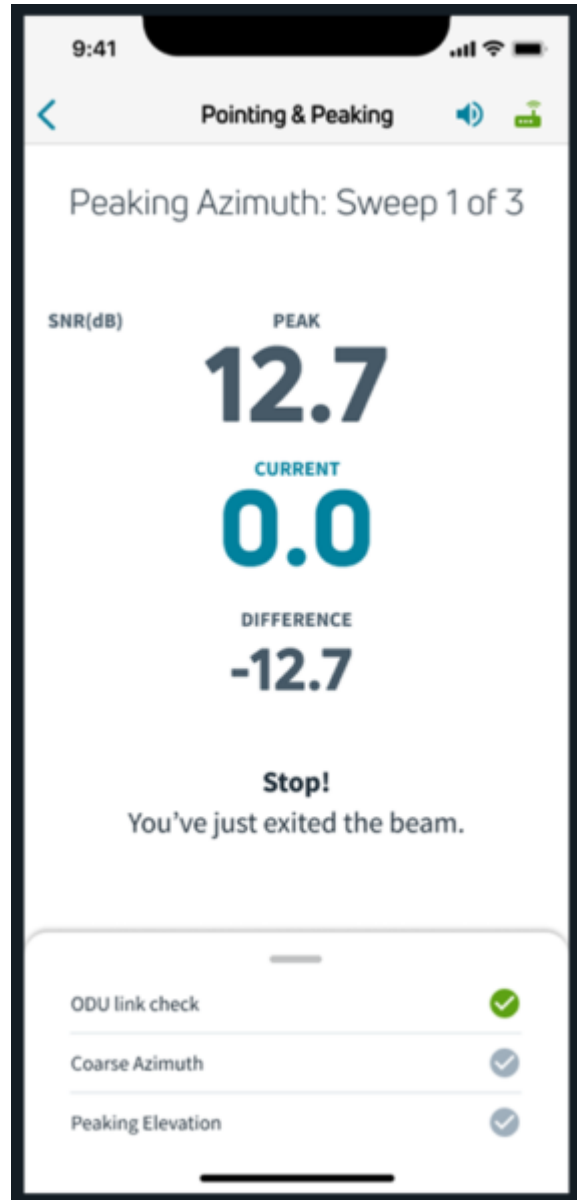 9:41
Pointing & Peaking
Peaking Azimuth: Sweep 1 of 3
SNR(dB)
PEAK
12.7
CURRENT
0.0
DIFFERENCE
-12.7
Stop!
You’ve just exited the beam.
ODU link check
Coarse Azimuth
Peaking Elevation